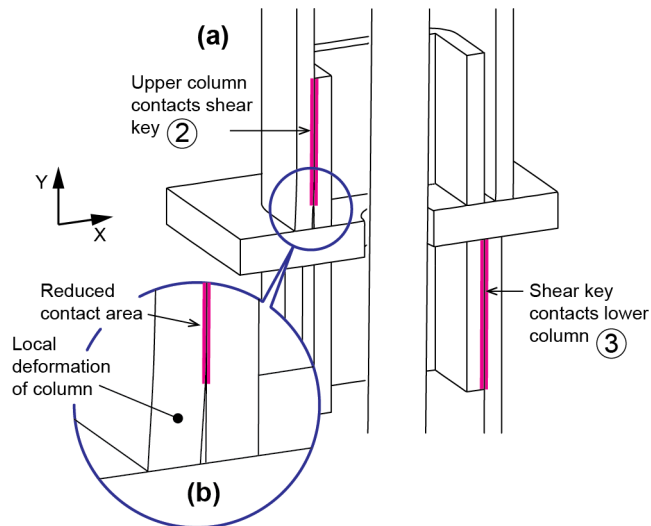 (a)
Upper column
contacts shear
key 2
Y
X
Reduced
contact area
Local
deformation
of column
Shear key
contacts lower
column 3
(b)